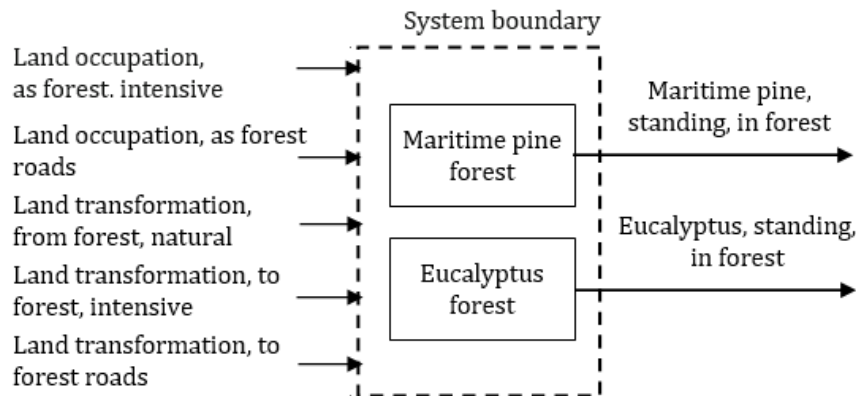 System boundary
Land occupation,
as forest. intensive
Land occupation, as forest
roads
Land transformation,
from forest, natural
Land transformation, to
forest, intensive
Land transformation, to
forest roads
Maritime pine
forest
Eucalyptus
forest
Maritime pine,
standing, in forest
Eucalyptus, standing,
in forest